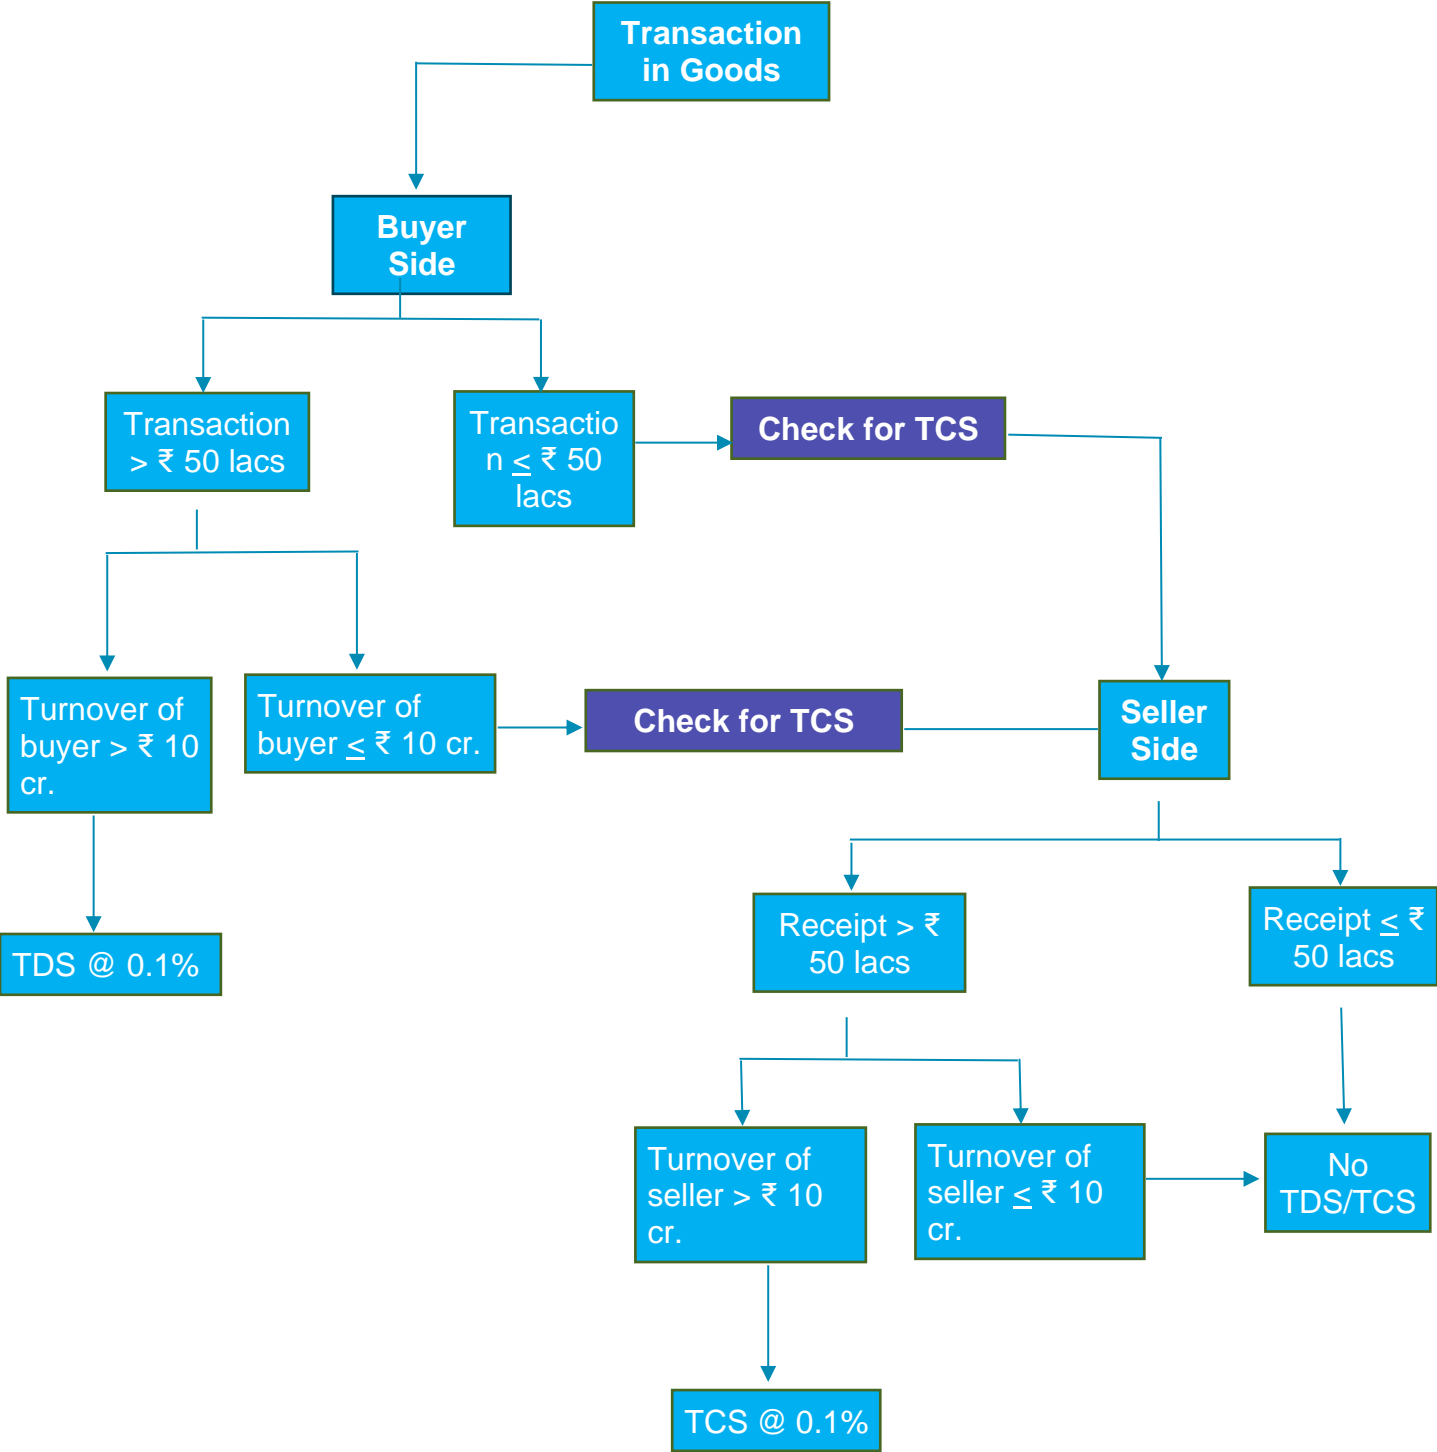 Transaction
in Goods
Buyer
Side
Transaction
> ₹ 50 lacs
Transactio
n ≤ ₹ 50
lacs
Check for TCS
Turnover of
buyer > ₹ 10
cr.
Turnover of
buyer ≤ ₹ 10 cr.
Check for TCS
Seller
Side
TDS @ 0.1%
Receipt > ₹
50 lacs
Receipt ≤ ₹
50 lacs
Turnover of
seller > ₹ 10
cr.
Turnover of
seller ≤ ₹ 10
cr.
No
TDS/TCS
TCS @ 0.1%